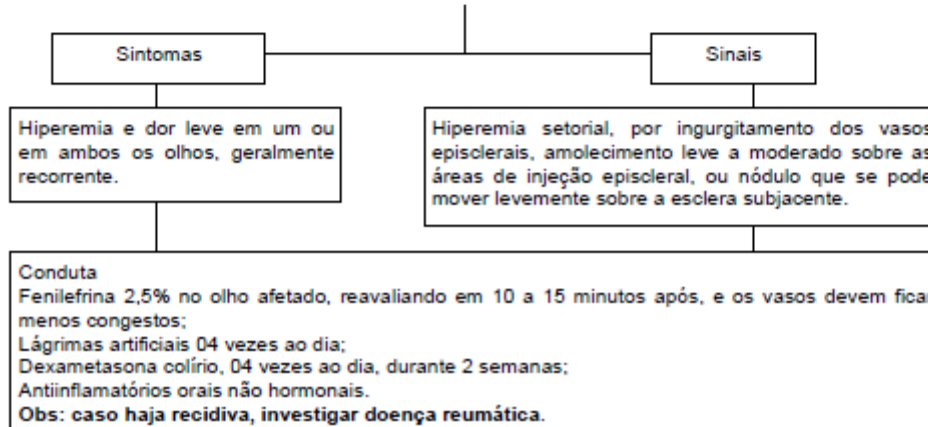 Sintomas
Sinais
Hiperemia e dor leve em um ou
em ambos os olhos, geralmente
recorrente.
Hiperemia setorial, por ingurgitamento dos vasos
episclerais, amolecimento leve a moderado sobre as
áreas de injeção episcleral, ou nódulo que se pode
mover levemente sobre a esclera subjacente.
Conduta
Fenilefrina 2,5% no olho afetado, reavaliando em 10 a 15 minutos após, e os vasos devem ficar
menos congestos;
Lágrimas artificiais 04 vezes ao dia;
Dexametasona colírio, 04 vezes ao dia, durante 2 semanas;
Antiinflamatórios orais não hormonais.
Obs: caso haja recidiva, investigar doença reumática.